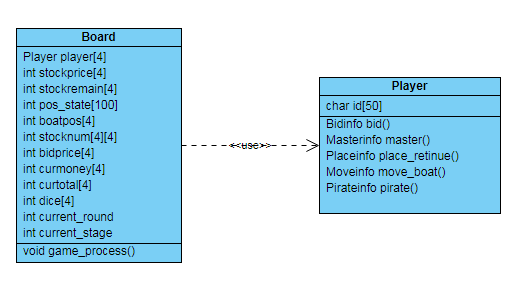 Board
Player player[4]
int stockprice[4]
int stockremain[4]
int pos_state[100]
int boatpos[4]
int stocknum[4][4]
int bidprice[4]
int curmoney[4]
int curtotal[4]
int dice[4]
int current_round
int current_stage
void game_process()
<<use>>
Player
char id[50]
Bidinfo bid()
Masterinfo master()
Placeinfo place_retinue()
Moveinfo move_boat()
Pirateinfo pirate()